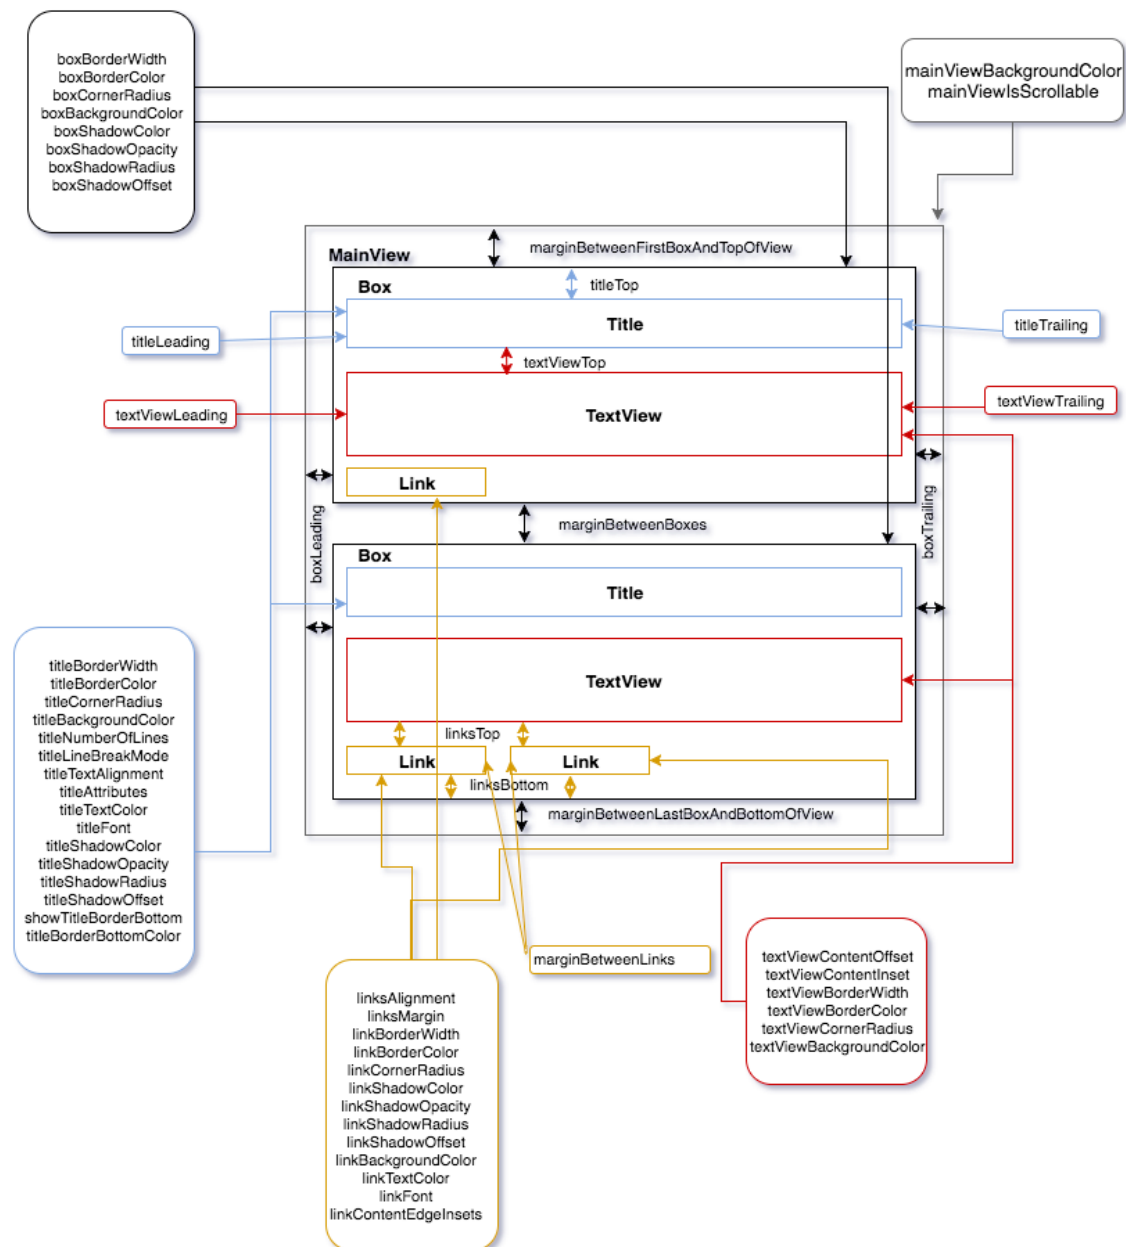 boxBorderWidth
boxBorderColor
boxCornerRadius
boxBackgroundColor
boxShadowColor
boxShadowOpacity
boxShadowRadius
boxShadowOffset
mainViewBackgroundColor
mainViewIsScrollable
marginBetweenFirstBoxAndTopOfView
MainView
Box
titleTop
Title
titleLeading
titleTrailing
textViewTop
textViewLeading
TextView
textViewTrailing
Link
boxLeading
marginBetweenBoxes
boxTrailing
Box
Title
TextView
linksTop
Link
Link
linksBottom
marginBetweenLastBoxAndBottomOfView
titleBorderWidth
titleBorderColor
titleCornerRadius
titleBackgroundColor
titleNumberOfLines
titleLineBreakMode
titleTextAlignment
titleAttributes
titleTextColor
titleFont
titleShadowColor
titleShadowOpacity
titleShadowRadius
titleShadowOffset
showTitleBorderBottom
titleBorderBottomColor
marginBetweenLinks
textViewContentOffset
textViewContentInset
textViewBorderWidth
textViewBorderColor
textViewCornerRadius
textViewBackgroundColor
linksAlignment
linksMargin
linkBorderWidth
linkBorderColor
linkCornerRadius
linkShadowColor
linkShadowOpacity
linkShadowRadius
linkShadowOffset
linkBackgroundColor
linkTextColor
linkFont
linkContentEdgeInsets